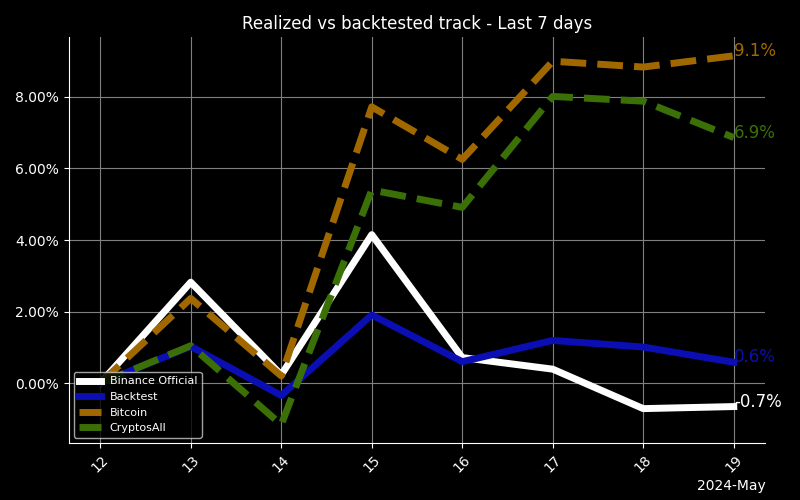 Realized vs backtested track - Last 7 days
9.1%
8.00%
6.9%
6.00%
4.00%
2.00%
0.6%
0.00%
-0.7%
Binance Official
Backtest
Bitcoin
CryptosAll
12 13 14 15 16 17 18 19
2024-May